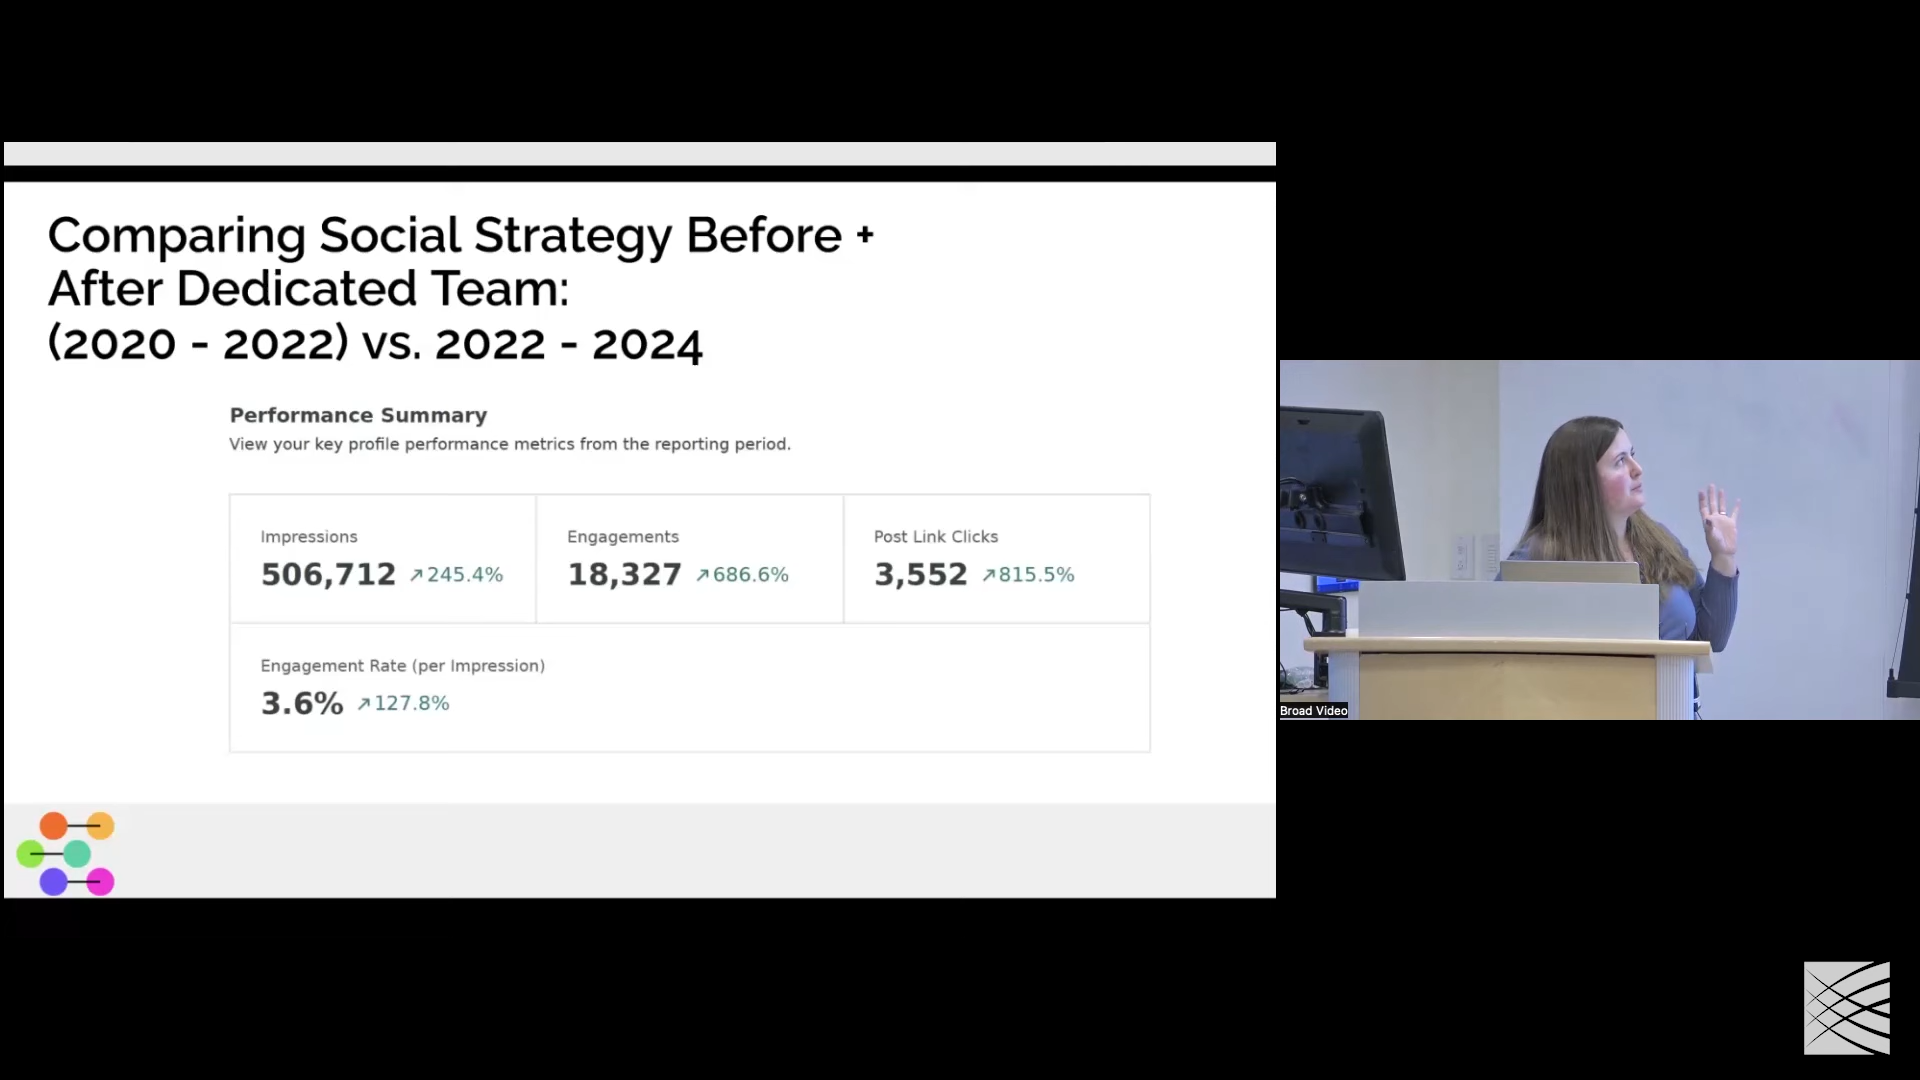 Comparing Social Strategy Before +
After Dedicated Team:
(2020 - 2022) vs. 2022 - 2024
Performance Summary
View your key profile performance metrics from the reporting period.
Impressions
506,712 ↗245.4%
Engagements
18,327 ↗686.6%
Post Link Clicks
3,552 ↗815.5%
Engagement Rate (per Impression)
3.6% ↗127.8%
Broad Video